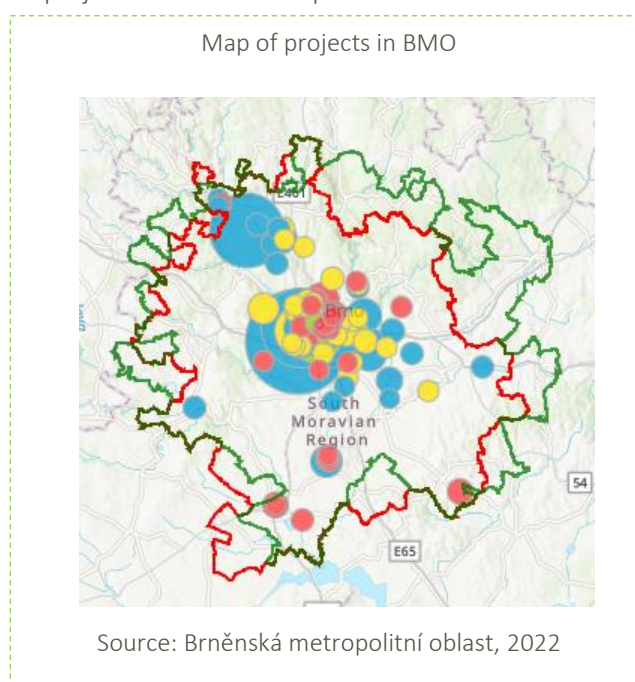 Map of projects in BMO
E461
Brno
South
Moravian
Region
54
E65
Source: Brněnská metropolitní oblast, 2022